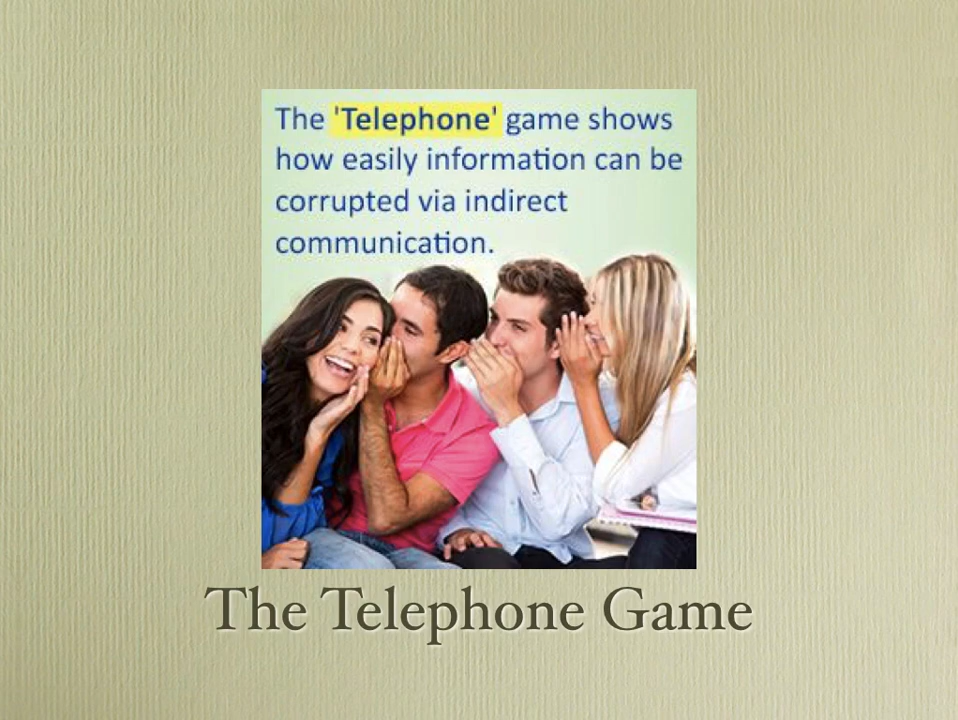 The 'Telephone' game shows
how easily information can be
corrupted via indirect
communication.
The Telephone Game